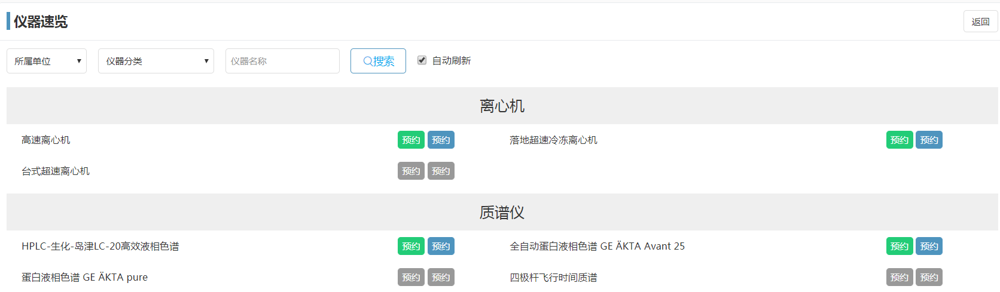 仪器速览 返回
所属单位 仪器分类 仪器名称 搜索 自动刷新
离心机
高速离心机 预约 预约 落地超速冷冻离心机 预约 预约
台式超速离心机 预约 预约
质谱仪
HPLC-生化-岛津LC-20高效液相色谱 预约 预约 全自动蛋白液相色谱 GE ÄKTA Avant 25 预约 预约
蛋白液相色谱 GE ÄKTA pure 预约 预约 四极杆飞行时间质谱 预约 预约